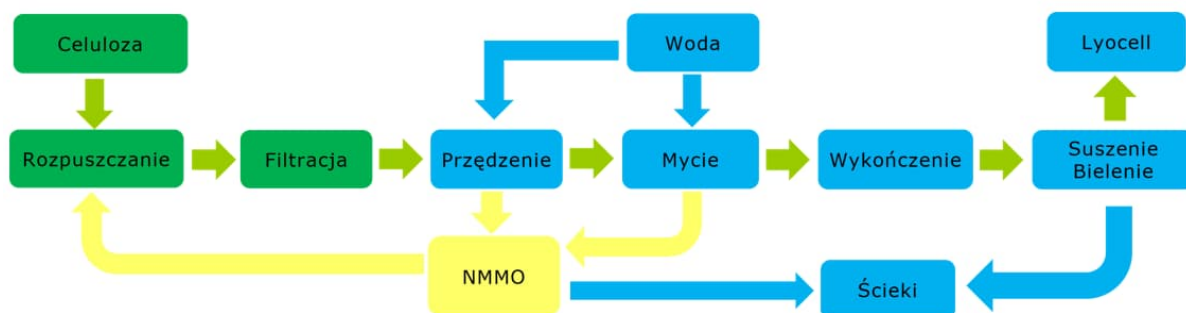 Celuloza
Woda
Lyocell
Rozpuszczanie
Filtracja
Przędzenie
Mycie
Wykończenie
Suszenie
Bielenie
NMMO
Ścieki